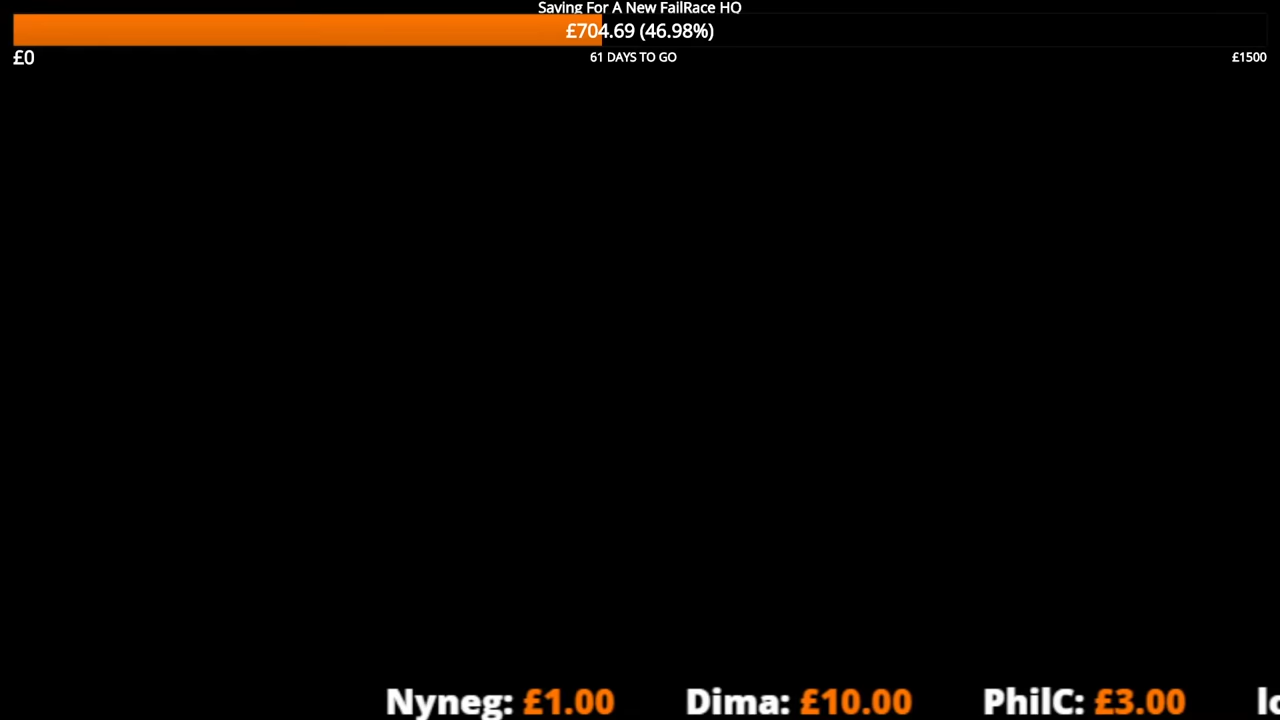 Saving For A New FailRace HQ
£704.69 (46.98%)
£0 61 DAYS TO GO £1500
Nyneg: £1.00 Dima: £10.00 PhilC: £3.00